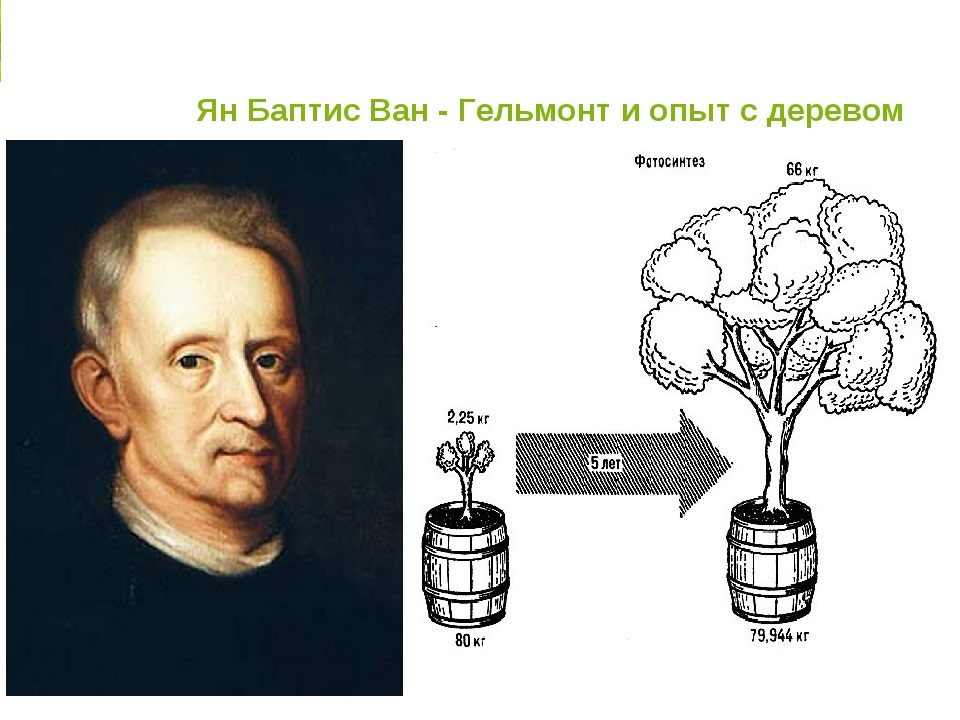 Ян Баптис Ван - Гельмонт и опыт с деревом
Фотосинтез
66 кг
2,25 кг
5 лет
80 кг
79,944 кг